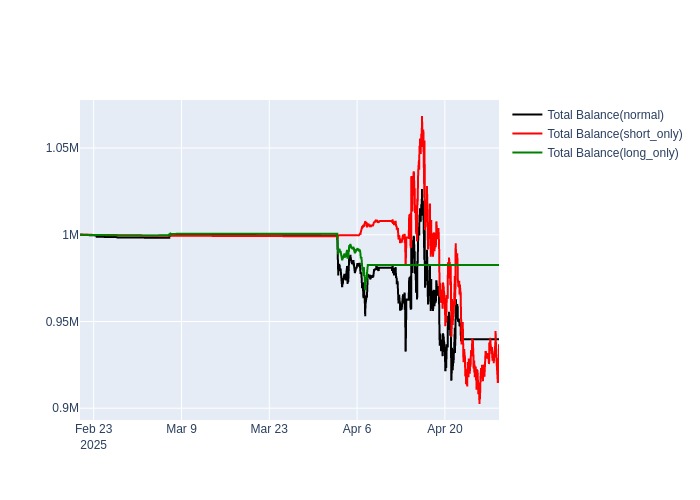 Total Balance(normal)
Total Balance(short_only)
Total Balance(long_only)
1.05M
1M
0.95M
0.9M
Feb 23
2025
Mar 9
Mar 23
Apr 6
Apr 20